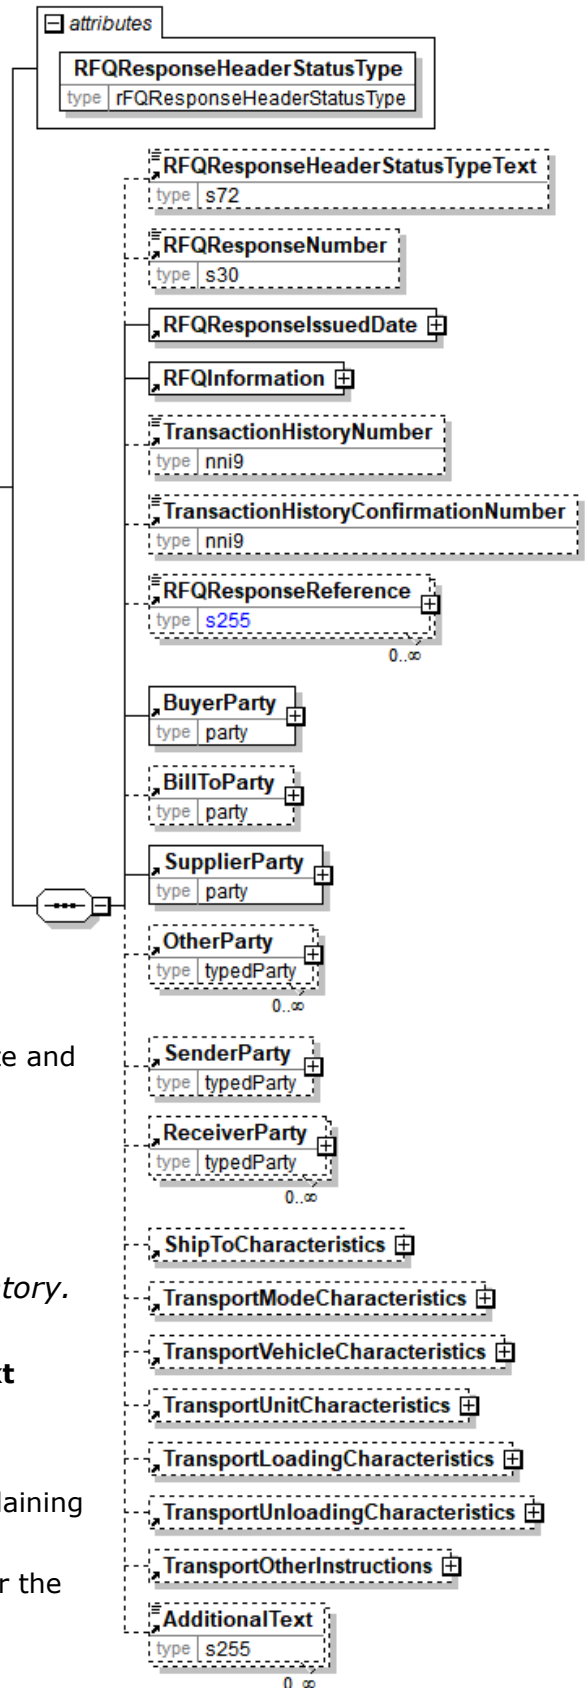 attributes
RFQResponseHeaderStatusType
type rFQResponseHeaderStatusType
RFQResponseHeaderStatusTypeText
type s72
RFQResponseNumber
type s30
RFQResponseIssuedDate
RFQInformation
TransactionHistoryNumber
type nni9
TransactionHistoryConfirmationNumber
type nni9
RFQResponseReference
type s255
0..∞
BuyerParty
type party
BillToParty
type party
SupplierParty
type party
OtherParty
type typedParty
0..∞
SenderParty
te and
type typedParty
ReceiverParty
type typedParty
0..∞
ShipToCharacteristics
tory.
TransportModeCharacteristics
TransportVehicleCharacteristics
xt
TransportUnitCharacteristics
TransportLoadingCharacteristics
laining
TransportUnloadingCharacteristics
TransportOtherInstructions
r the
AdditionalText
type s255
0..∞